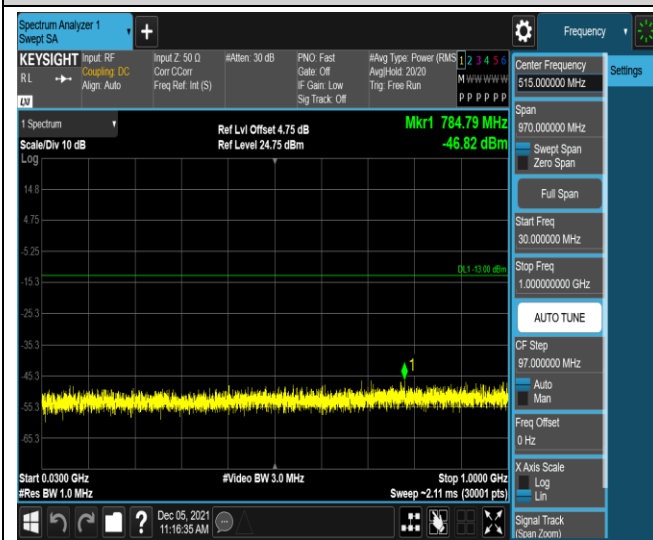 Spectrum Analyzer 1
Swept SA
+
Frequency
KEYSIGHT
RL
LXI
Input: RF
Coupling: DC
Align: Auto
Input Z: 50 Ω
Corr CCorr
Freq Ref: Int (S)
#Atten: 30 dB
PNO: Fast
Gate: Off
IF Gain: Low
Sig Track: Off
#Avg Type: Power (RMS
Avg|Hold: 20/20
Trig: Free Run
1 2 3 4 5 6
M W W W W W
P P P P P P
1 Spectrum
Scale/Div 10 dB
Log
Ref Lvl Offset 4.75 dB
Ref Level 24.75 dBm
Mkr1 784.79 MHz
-46.82 dBm
14.8
4.75
-5.25
-15.3
-25.3
-35.3
-45.3
-55.3
-65.3
DL1 -13.00 dBm
1
Start 0.0300 GHz
#Res BW 1.0 MHz
#Video BW 3.0 MHz
Stop 1.0000 GHz
Sweep ~2.11 ms (30001 pts)
?
Dec 05, 2021
11:16:35 AM
Center Frequency
515.000000 MHz
Span
970.000000 MHz
Swept Span
Zero Span
Full Span
Start Freq
30.000000 MHz
Stop Freq
1.000000000 GHz
AUTO TUNE
CF Step
97.000000 MHz
Auto
Man
Freq Offset
0 Hz
X Axis Scale
Log
Lin
Signal Track
(Span Zoom)
Settings